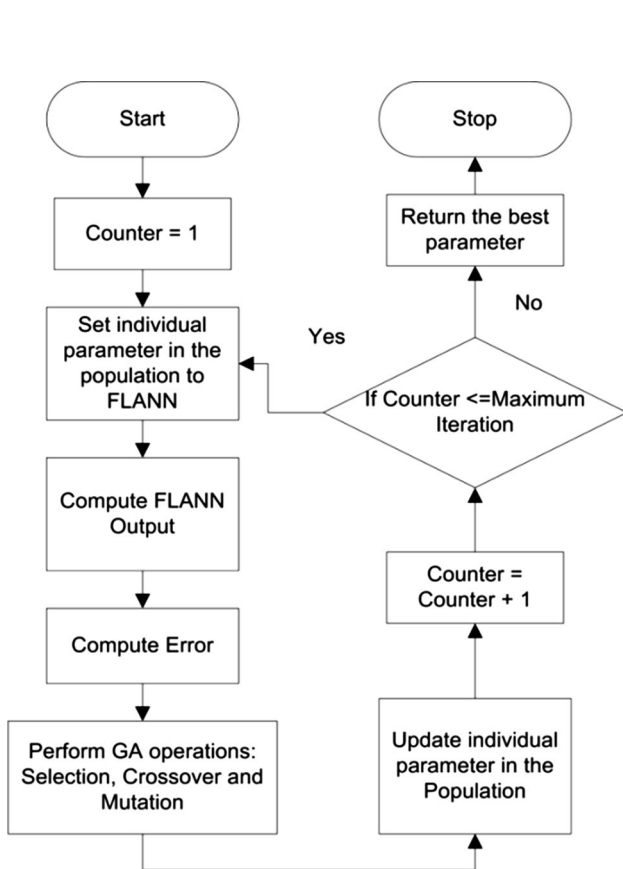 Start
Counter = 1
Set individual
parameter in the
population to
FLANN
Compute FLANN
Output
Compute Error
Perform GA operations:
Selection, Crossover and
Mutation
Update individual
parameter in the
Population
Counter =
Counter + 1
If Counter <=Maximum
Iteration
Yes
No
Return the best
parameter
Stop